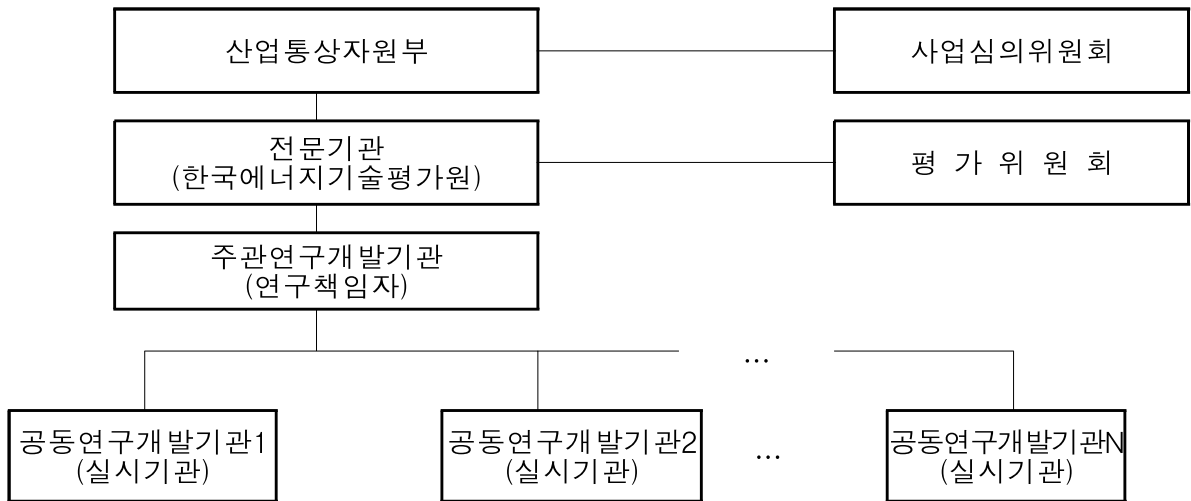 산업통상자원부
사업심의위원회
전문기관
(한국에너지기술평가원)
평 가 위 원 회
주관연구개발기관
(연구책임자)
...
공동연구개발기관1
(실시기관)
공동연구개발기관2
(실시기관)
...
공동연구개발기관N
(실시기관)